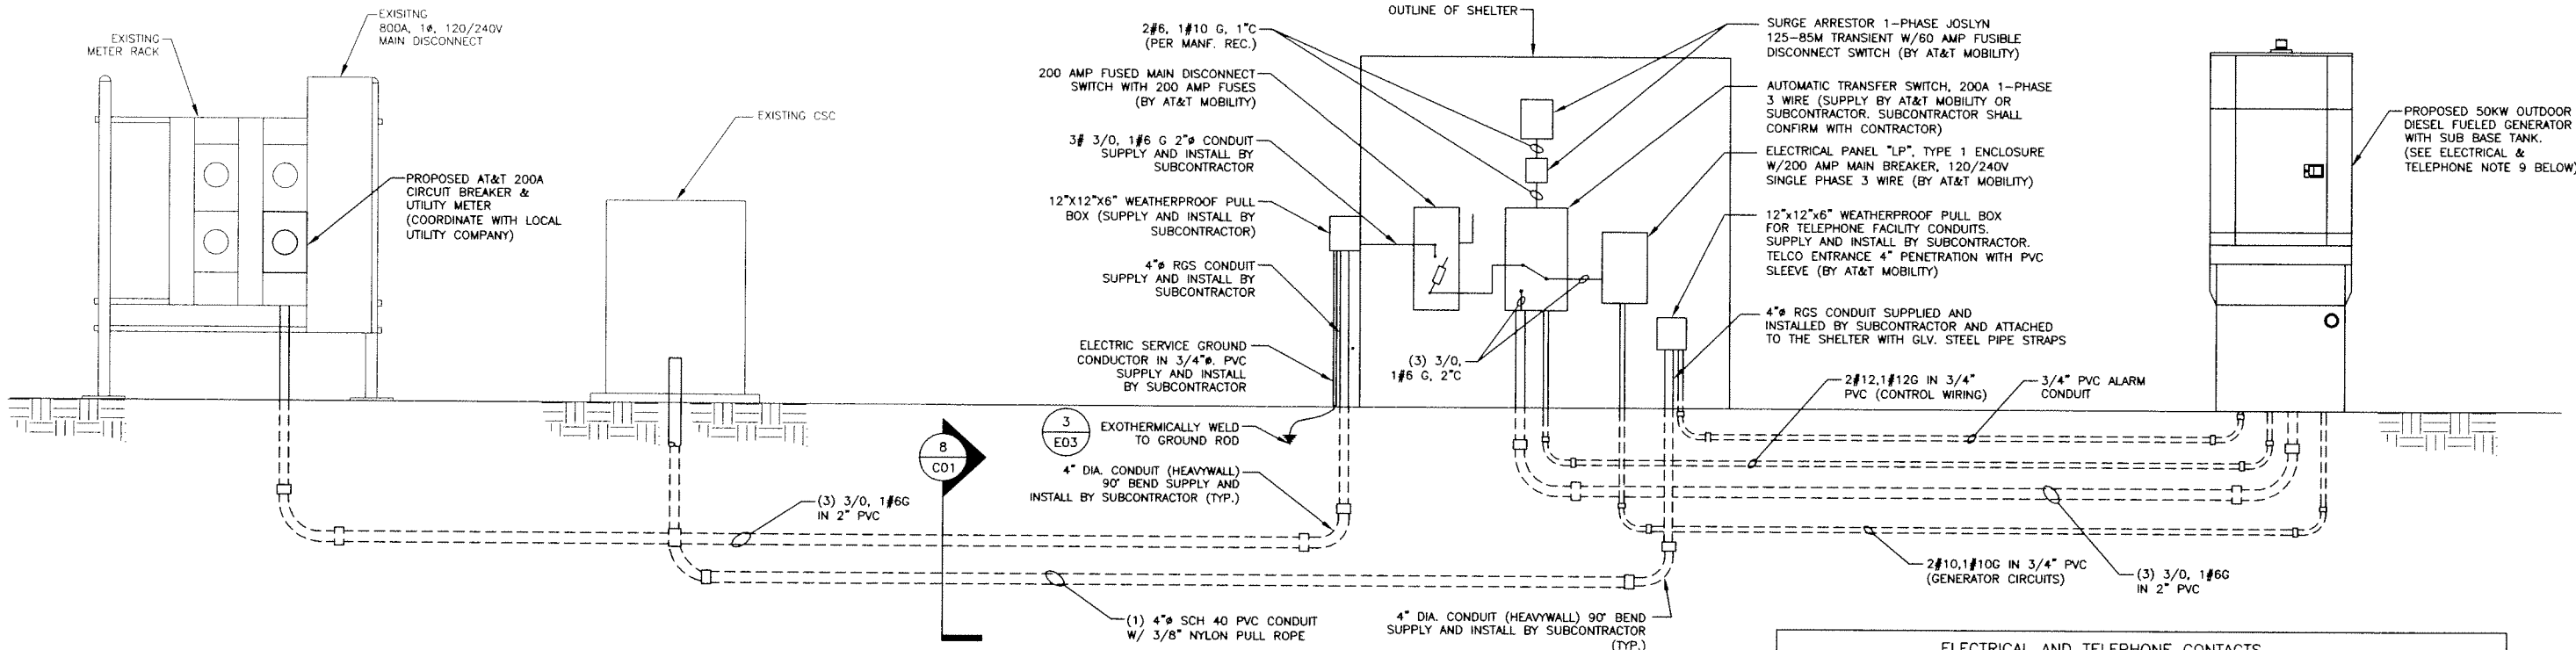 EXISITNG
800A, 1ø, 120/240V
MAIN DISCONNECT
EXISTING
METER RACK
PROPOSED AT&T 200A
CIRCUIT BREAKER &
UTILITY METER
(COORDINATE WITH LOCAL
UTILITY COMPANY)
EXISTING CSC
OUTLINE OF SHELTER
2#6, 1#10 G, 1"C
(PER MANF. REC.)
200 AMP FUSED MAIN DISCONNECT
SWITCH WITH 200 AMP FUSES
(BY AT&T MOBILITY)
3# 3/0, 1#6 G 2"ø CONDUIT
SUPPLY AND INSTALL BY
SUBCONTRACTOR
12"X12"X6" WEATHERPROOF PULL
BOX (SUPPLY AND INSTALL BY
SUBCONTRACTOR)
4"ø RGS CONDUIT
SUPPLY AND INSTALL BY
SUBCONTRACTOR
ELECTRIC SERVICE GROUND
CONDUCTOR IN 3/4"ø. PVC
SUPPLY AND INSTALL
BY SUBCONTRACTOR
3
E03
EXOTHERMICALLY WELD
TO GROUND ROD
8
C01
4" DIA. CONDUIT (HEAVYWALL)
90° BEND SUPPLY AND
INSTALL BY SUBCONTRACTOR (TYP.)
(3) 3/0, 1#6G
IN 2" PVC
(1) 4"ø SCH 40 PVC CONDUIT
W/ 3/8" NYLON PULL ROPE
4" DIA. CONDUIT (HEAVYWALL) 90° BEND
SUPPLY AND INSTALL BY SUBCONTRACTOR
(TYP.)
(3) 3/0,
1#6 G, 2"C
SURGE ARRESTOR 1-PHASE JOSLYN
125-85M TRANSIENT W/60 AMP FUSIBLE
DISCONNECT SWITCH (BY AT&T MOBILITY)
AUTOMATIC TRANSFER SWITCH, 200A 1-PHASE
3 WIRE (SUPPLY BY AT&T MOBILITY OR
SUBCONTRACTOR. SUBCONTRACTOR SHALL
CONFIRM WITH CONTRACTOR)
ELECTRICAL PANEL "LP", TYPE 1 ENCLOSURE
W/200 AMP MAIN BREAKER, 120/240V
SINGLE PHASE 3 WIRE (BY AT&T MOBILITY)
12"x12"x6" WEATHERPROOF PULL BOX
FOR TELEPHONE FACILITY CONDUITS.
SUPPLY AND INSTALL BY SUBCONTRACTOR.
TELCO ENTRANCE 4" PENETRATION WITH PVC
SLEEVE (BY AT&T MOBILITY)
4"ø RGS CONDUIT SUPPLIED AND
INSTALLED BY SUBCONTRACTOR AND ATTACHED
TO THE SHELTER WITH GLV. STEEL PIPE STRAPS
2#12,1#12G IN 3/4"
PVC (CONTROL WIRING)
3/4" PVC ALARM
CONDUIT
2#10,1#10G IN 3/4" PVC
(GENERATOR CIRCUITS)
(3) 3/0, 1#6G
IN 2" PVC
PROPOSED 50KW OUTDOOR
DIESEL FUELED GENERATOR
WITH SUB BASE TANK.
(SEE ELECTRICAL &
TELEPHONE NOTE 9 BELOW)
ELECTRICAL AND TELEPHONE CONTACTS